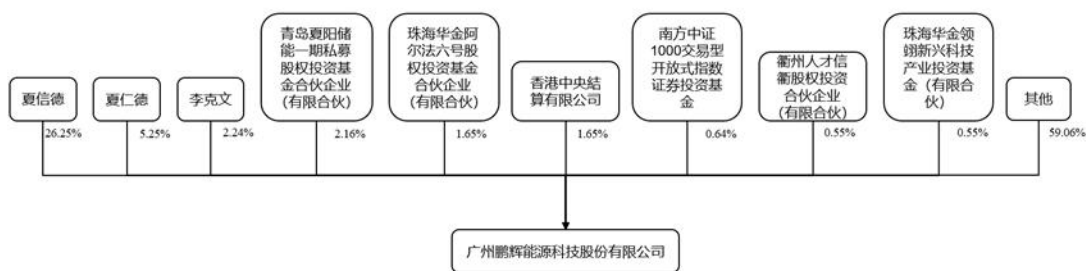 夏信德
夏仁德
李克文
青岛夏阳储
能一期私募
股权投资基
金合伙企业
（有限合伙）
珠海华金阿
尔法六号股
权投资基金
合伙企业
（有限合伙）
香港中央結
算有限公司
南方中证
1000交易型
开放式指数
证券投资基
金
衢州人才信
衢股权投资
合伙企业
（有限合伙）
珠海华金领
翊新兴科技
产业投资基
金（有限合
伙）
其他
26.25%
5.25%
2.24%
2.16%
1.65%
1.65%
0.64%
0.55%
0.55%
59.06%
广州鹏辉能源科技股份有限公司